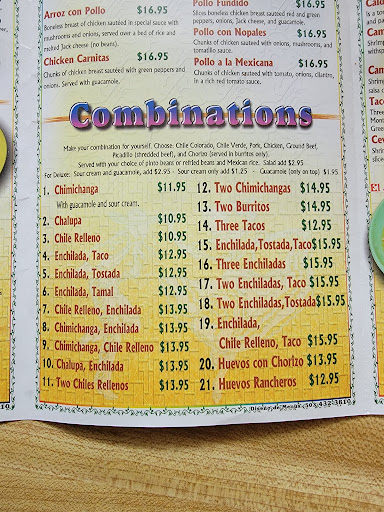 Arroz con Pollo $16.95
Boneless breast of chicken sautéed in special sauce with
mushrooms and onions, served over a bed of rice and
melted Jack cheese (no beans).
Chicken Carnitas $16.95
Chunks of chicken breast sautéed with green peppers and
onions. Served with guacamole.
Pollo Fundido $16.95
Slices boneless chicken breast sautéed red and green
peppers, onions, Jack cheese, and guacamole.
Pollo con Nopales $16.95
Chunks of chicken sautéed with onions, mushrooms, and
tomatillo sauce.
Pollo a la Mexicana $16.95
Chunks of chicken sautéed with tomato, onions, cilantro,
in a rich red tomato sauce.
Combinations
Make your combination for yourself. Choose: Chile Colorado, Chile Verde, Pork, Chicken, Ground Beef,
Picadillo (shredded beef), and Chorizo (served in burritos only).
Served with your choice of pinto beans or refried beans and Mexican rice. Salad add $2.95
For Deluxe: Sour cream and guacamole, add $2.95 - Sour cream only add $1.25 - Guacamole (only on top) $1.95
1. Chimichanga $11.95
With guacamole and sour cream.
2. Chalupa $10.95
3. Chile Relleno $10.95
4. Enchilada, Taco $12.95
5. Enchilada, Tostada $12.95
6. Enchilada, Tamal $12.95
7. Chile Relleno, Enchilada $13.95
8. Chimichanga, Enchilada $13.95
9. Chimichanga, Chile Relleno $13.95
10. Chalupa, Enchilada $13.95
11. Two Chiles Rellenos $13.95
12. Two Chimichangas $14.95
13. Two Burritos $14.95
14. Three Tacos $12.95
15. Enchilada,Tostada,Taco $15.95
16. Three Enchiladas $15.95
17. Two Enchiladas, Taco $15.95
18. Two Enchiladas,Tostada $15.95
19. Enchilada,
Chile Relleno, Taco $15.95
20. Huevos con Chorizo $13.95
21. Huevos Rancheros $12.95